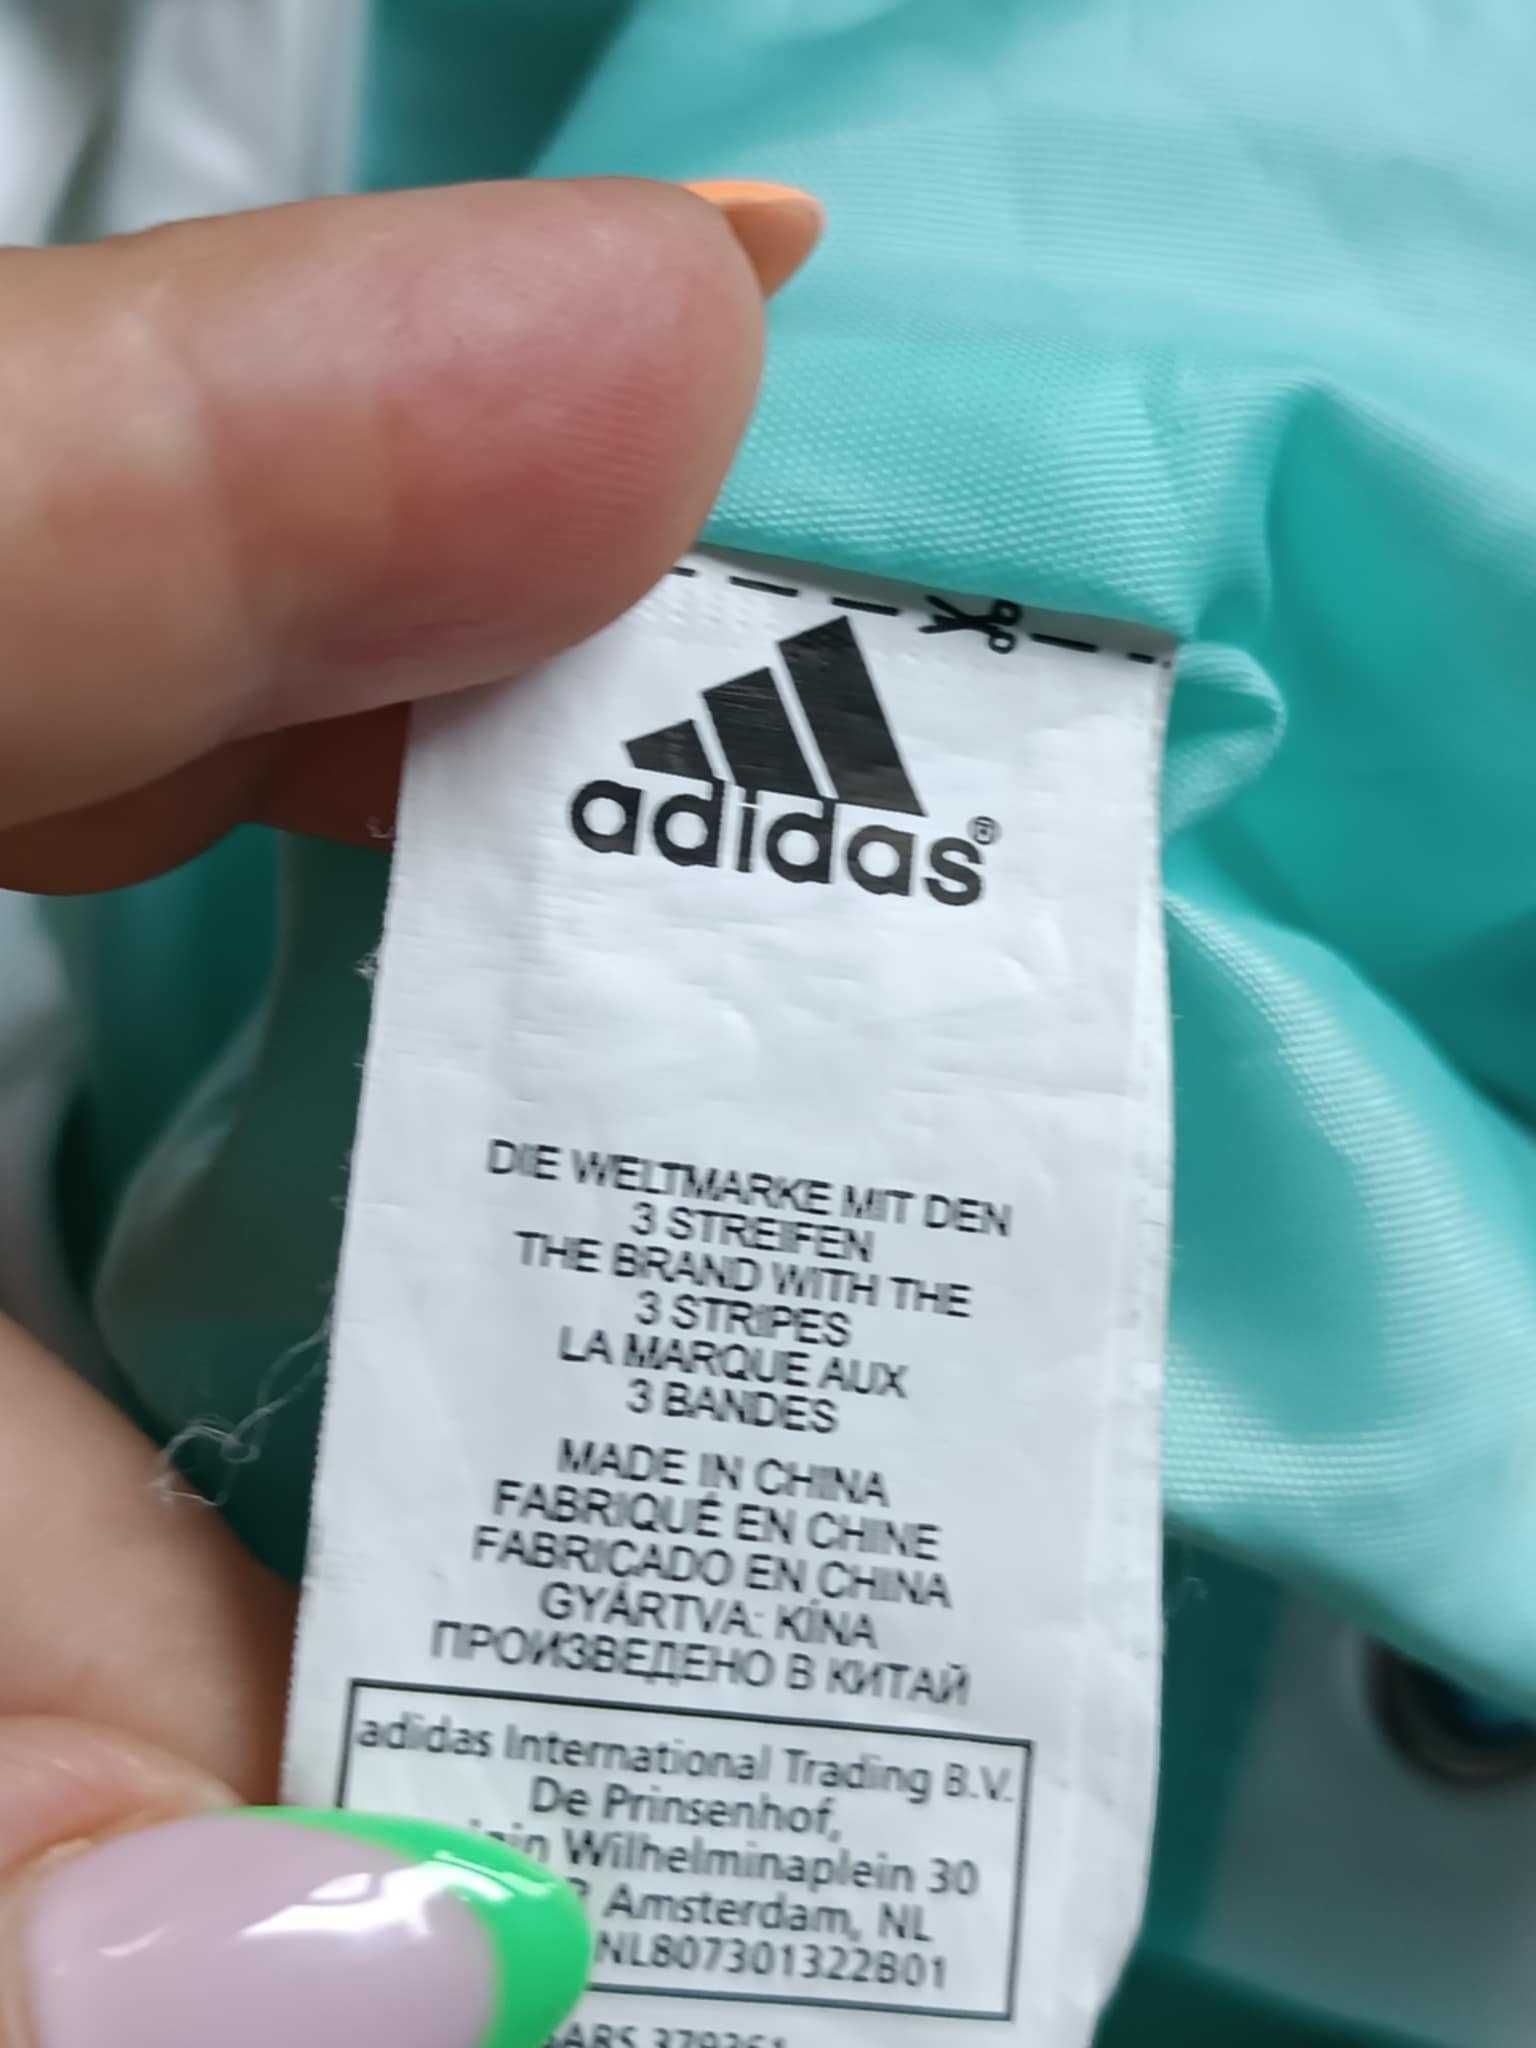 adidas®
DIE WELTMARKE MIT DEN
3 STREIFEN
THE BRAND WITH THE
3 STRIPES
LA MARQUE AUX
3 BANDES
MADE IN CHINA
FABRIQUÉ EN CHINE
FABRICADO EN CHINA
GYÁRTVA: KÍNA
ПРОИЗВЕДЕНО В КИТАЙ
adidas International Trading B.V.
De Prinsenhof,
Wilhelminaplein 30
Amsterdam, NL
NL807301322B01